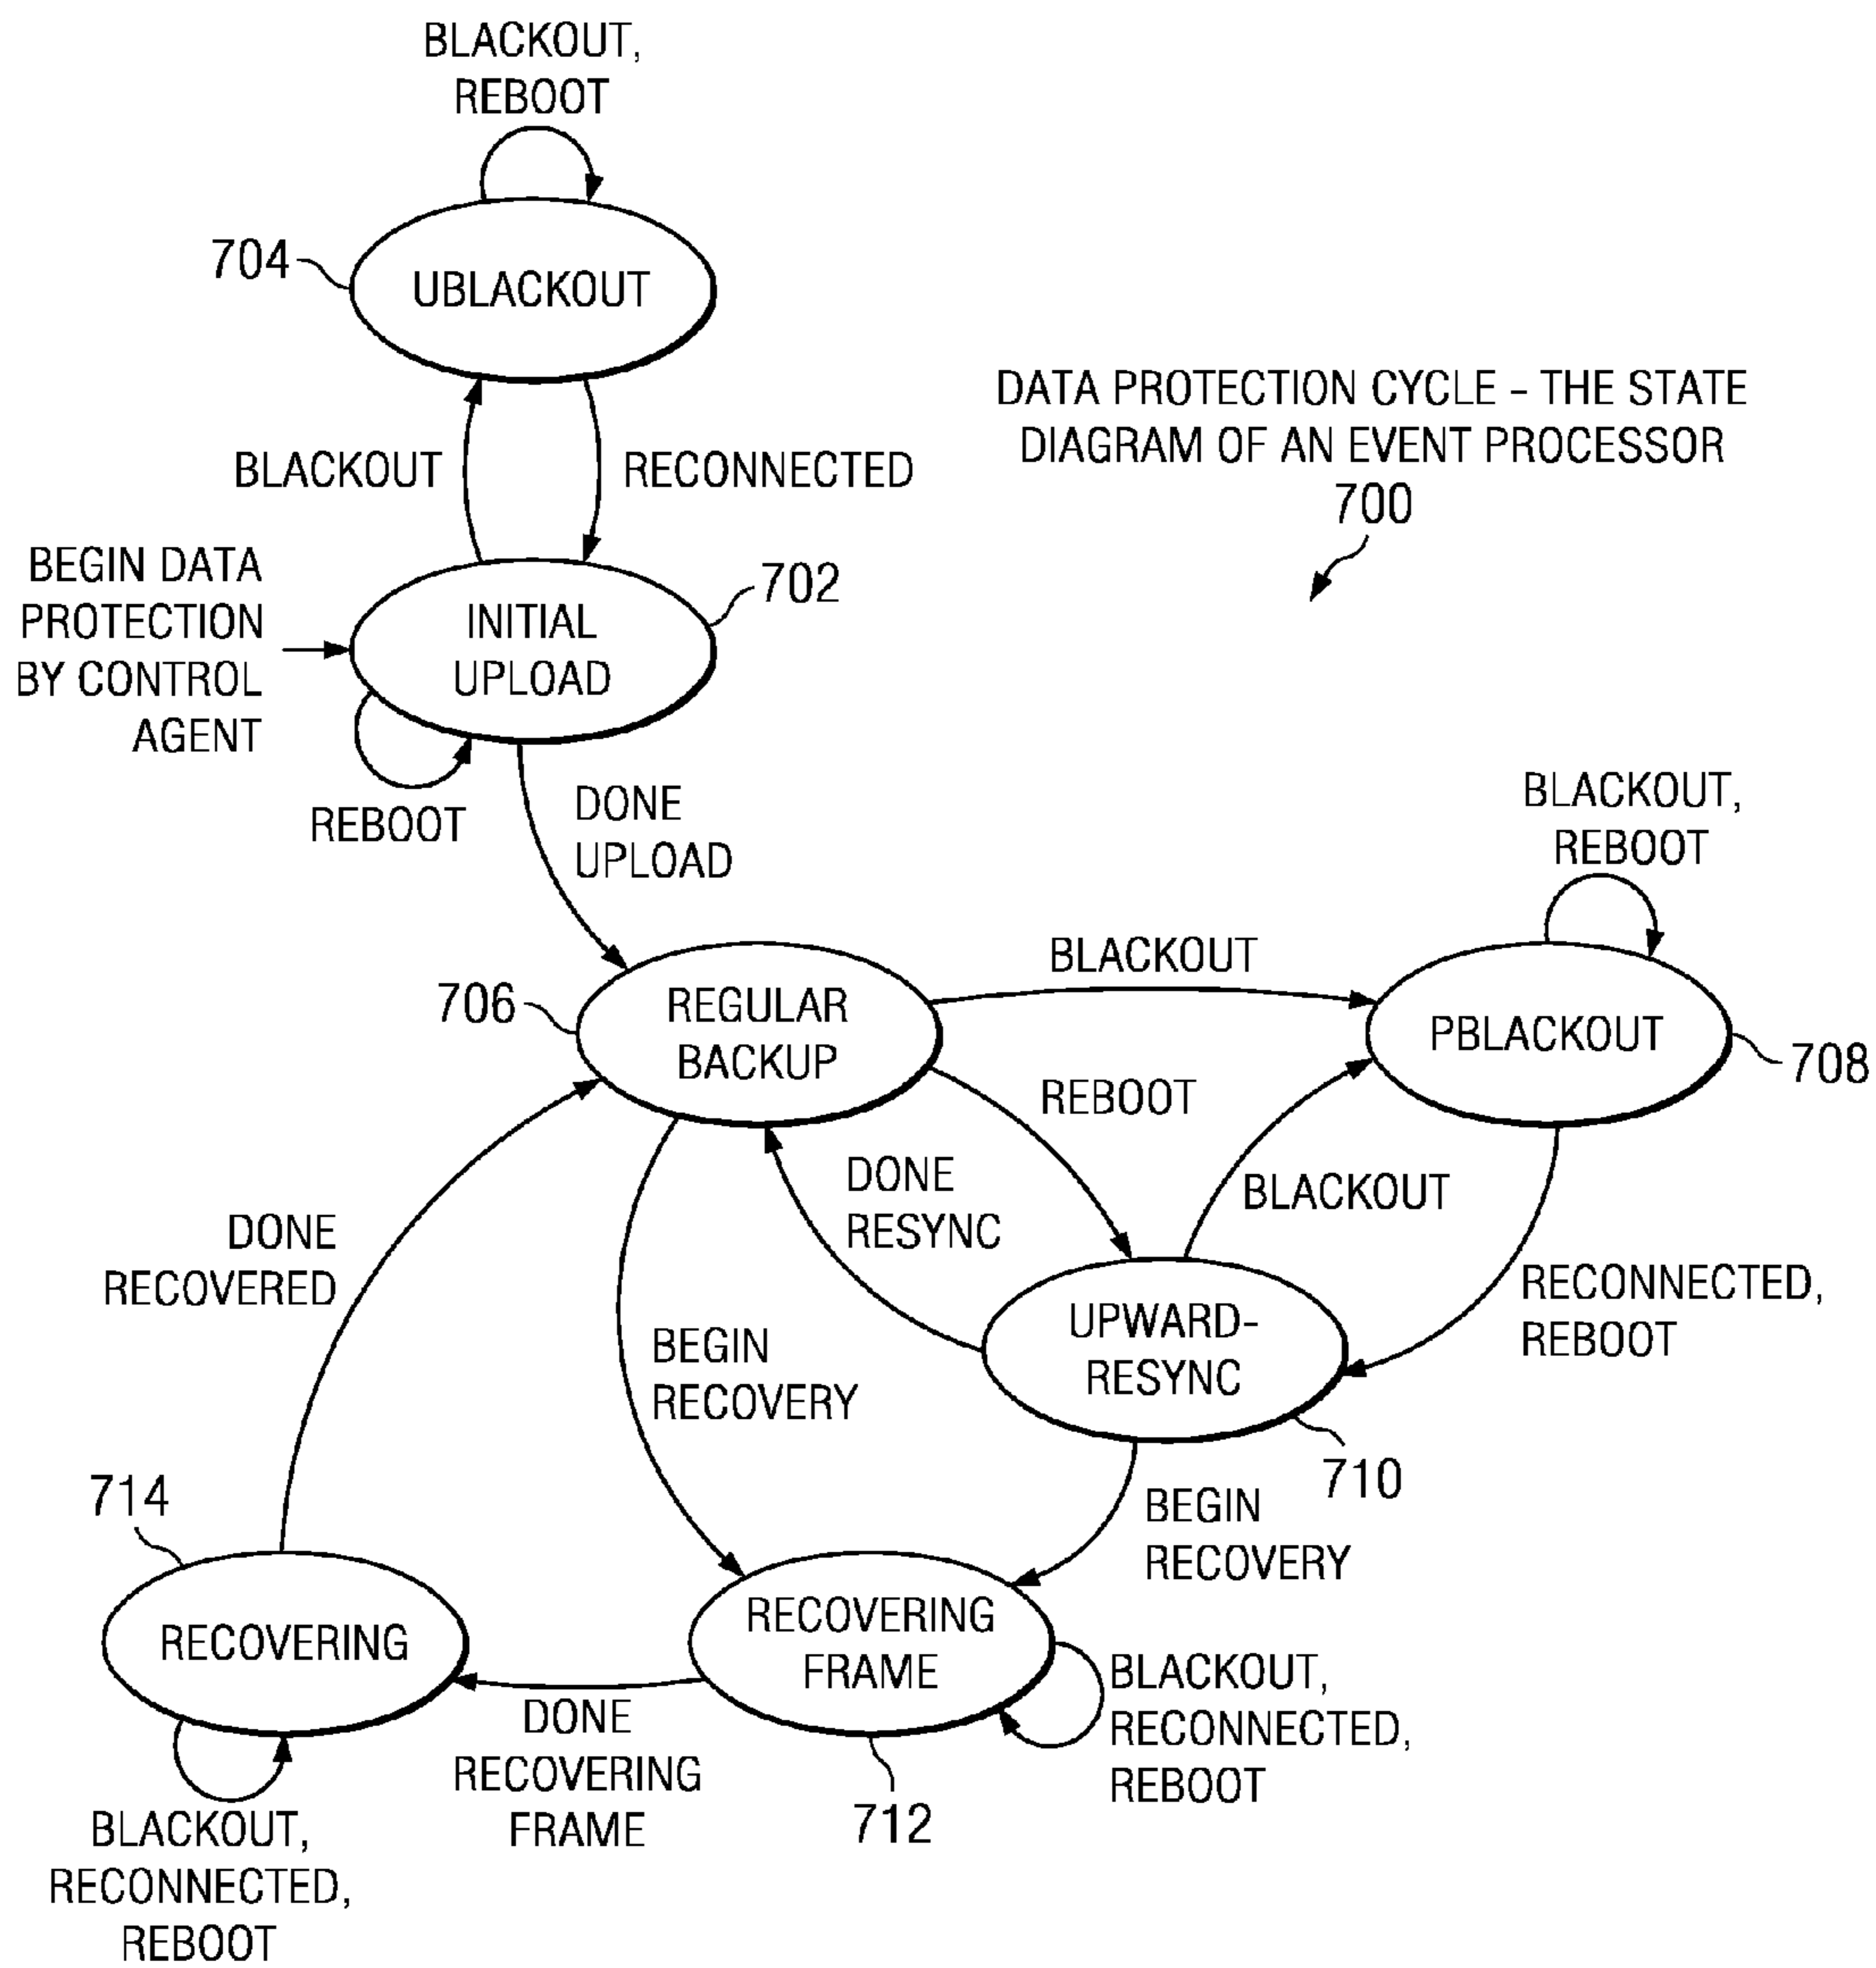 BLACKOUT,
REBOOT
704
UBLACKOUT
DATA PROTECTION CYCLE – THE STATE
DIAGRAM OF AN EVENT PROCESSOR
700
BLACKOUT
RECONNECTED
BEGIN DATA
PROTECTION
BY CONTROL
AGENT
702
INITIAL
UPLOAD
REBOOT
DONE
UPLOAD
BLACKOUT,
REBOOT
706
REGULAR
BACKUP
BLACKOUT
PBLACKOUT
708
REBOOT
DONE
RESYNC
BLACKOUT
DONE
RECOVERED
RECONNECTED,
REBOOT
BEGIN
RECOVERY
UPWARD-
RESYNC
710
BEGIN
RECOVERY
714
RECOVERING
RECOVERING
FRAME
DONE
RECOVERING
FRAME
712
BLACKOUT,
RECONNECTED,
REBOOT
BLACKOUT,
RECONNECTED,
REBOOT